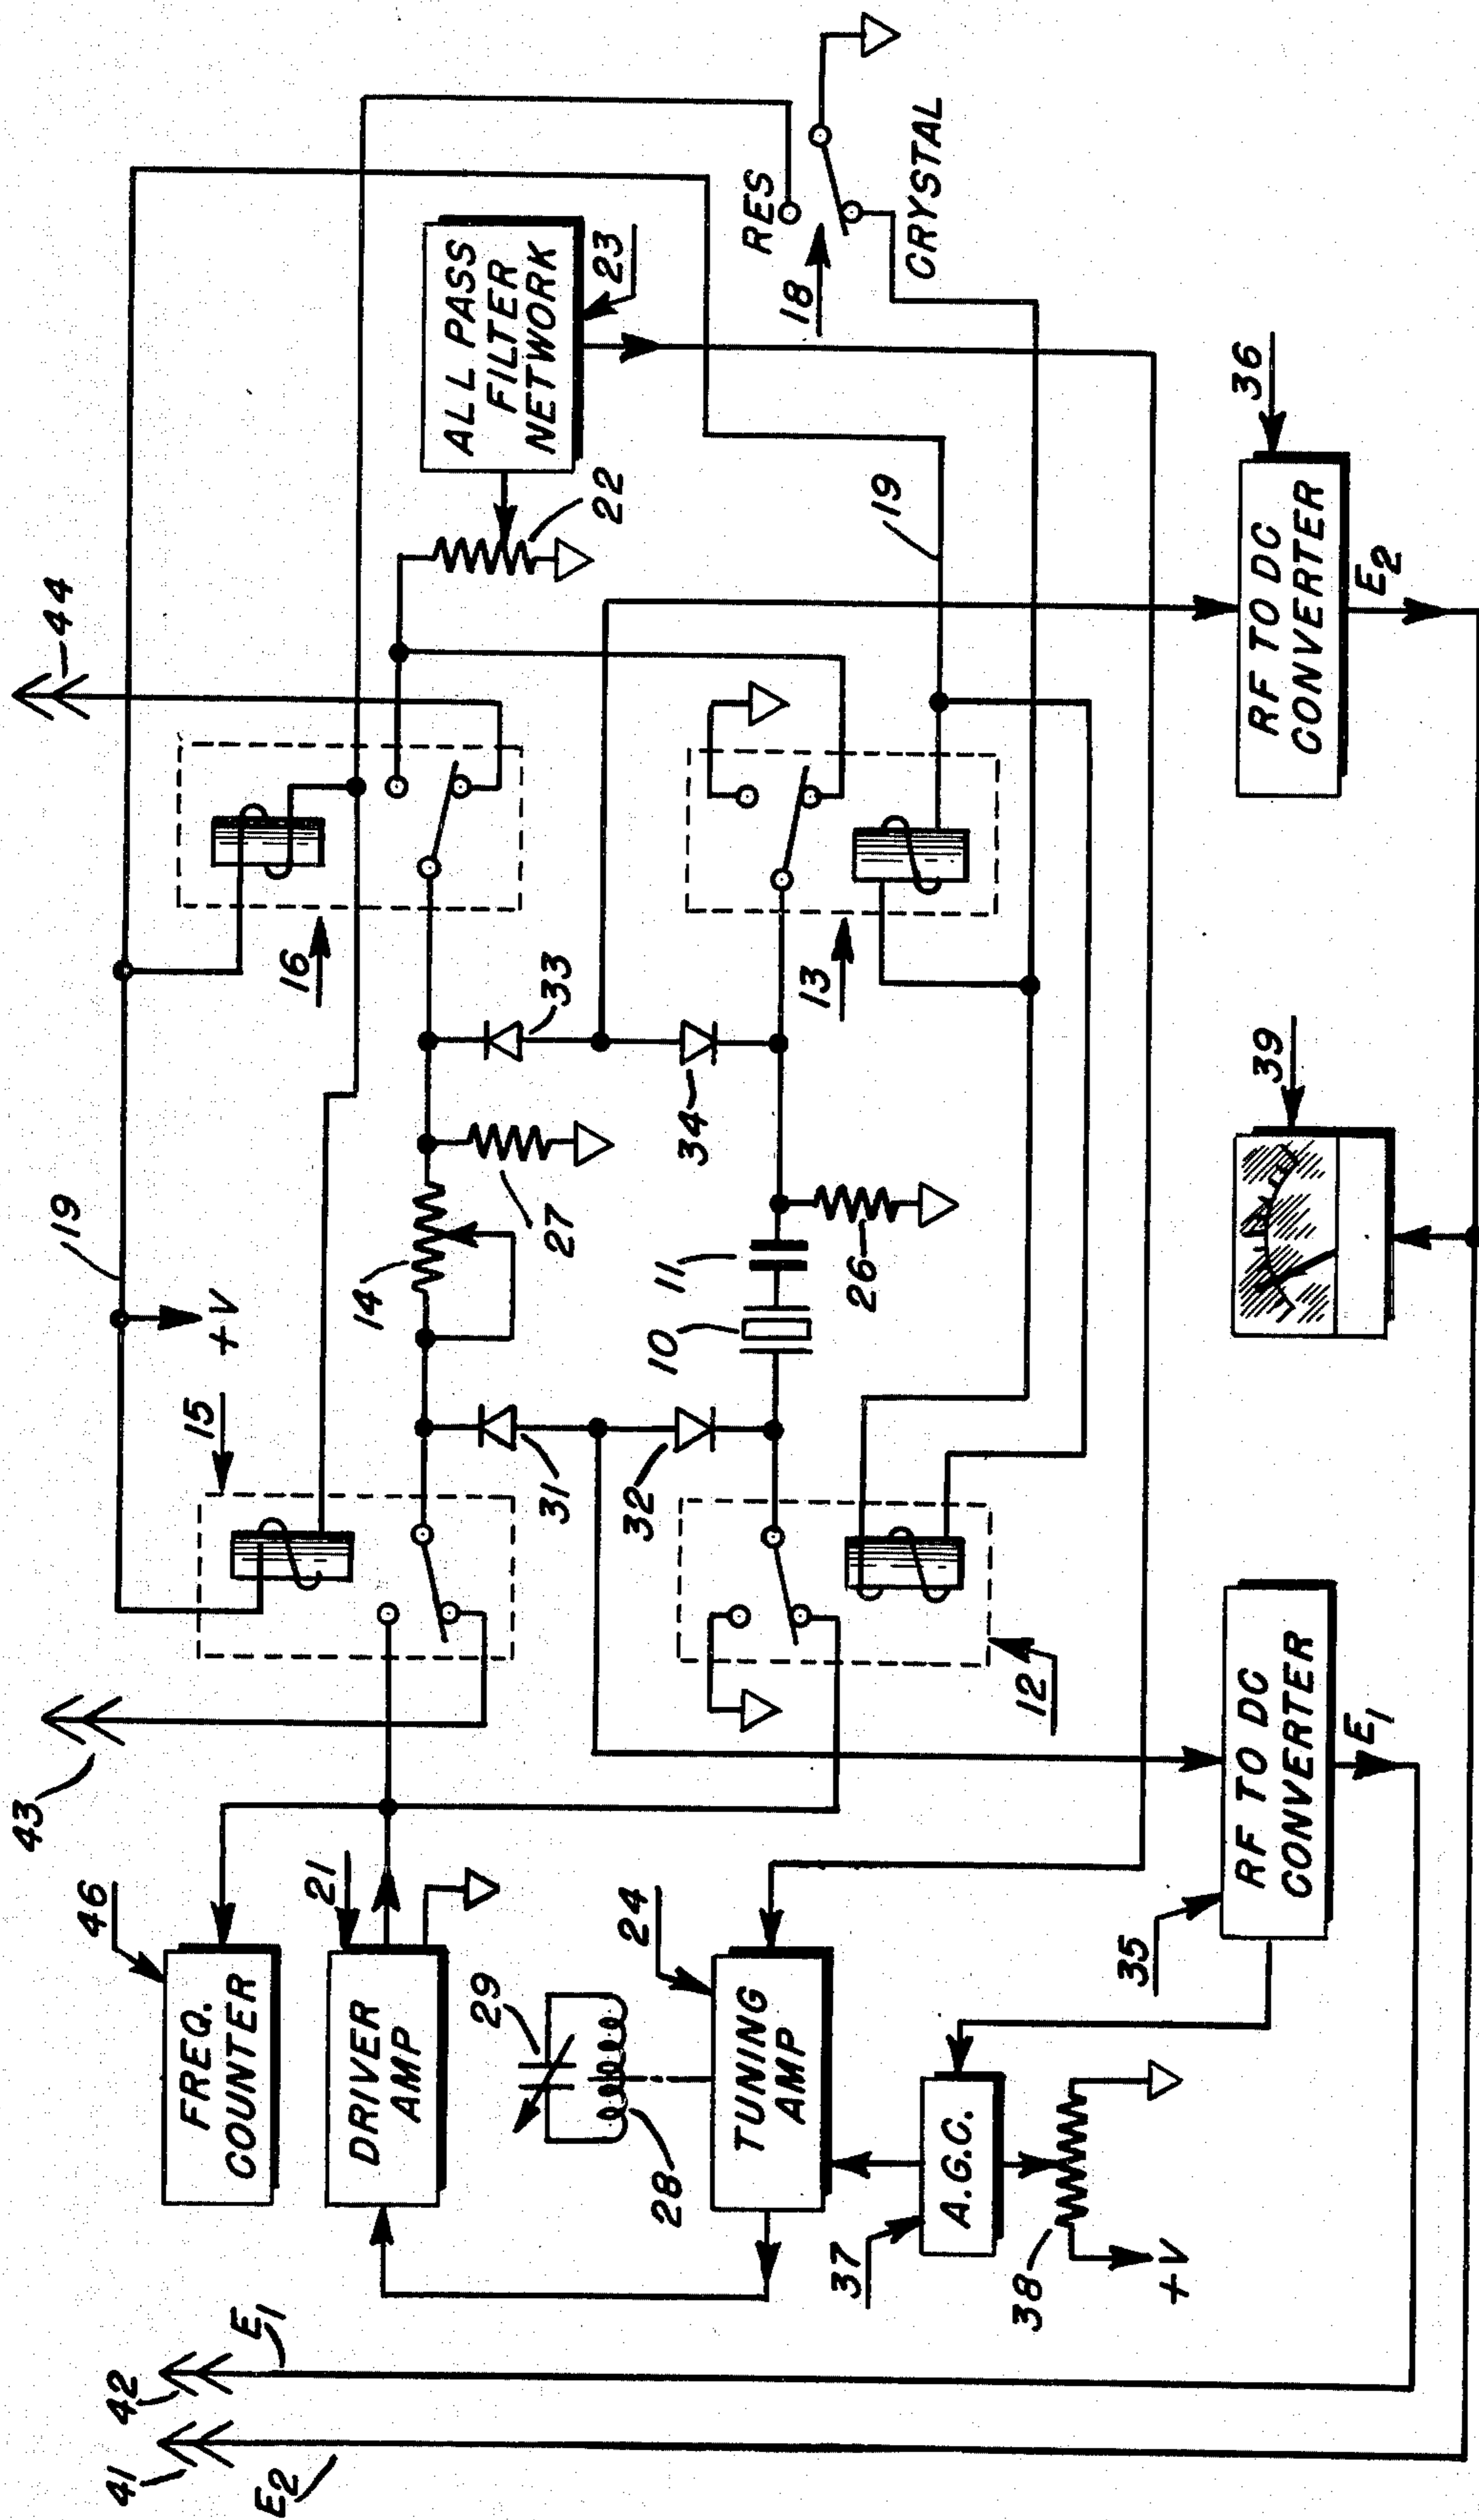 41
42
E2
E1
43
46
FREQ.
COUNTER
21
DRIVER
AMP
29
28
24
TUNING
AMP
37
A.G.C.
38
+V
35
RF TO DC
CONVERTER
E1
15
19
+V
14
31
32
10
11
12
27
26
33
34
16
13
44
22
19
ALL PASS
FILTER
NETWORK
23
RES
18
CRYSTAL
39
36
RF TO DC
CONVERTER
E2